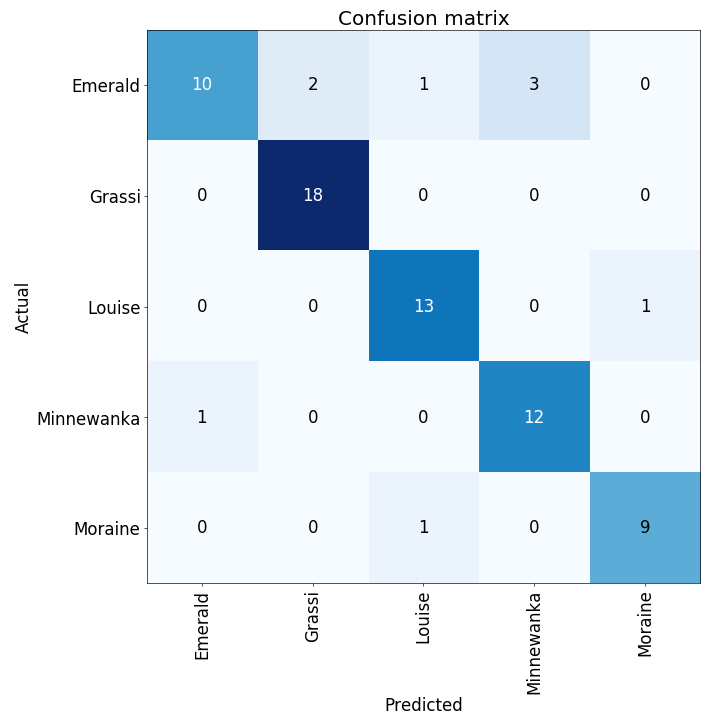 Confusion matrix
Actual
Emerald 10 2 1 3 0
Grassi 0 18 0 0 0
Louise 0 0 13 0 1
Minnewanka 1 0 0 12 0
Moraine 0 0 1 0 9
Emerald Grassi Louise Minnewanka Moraine
Predicted